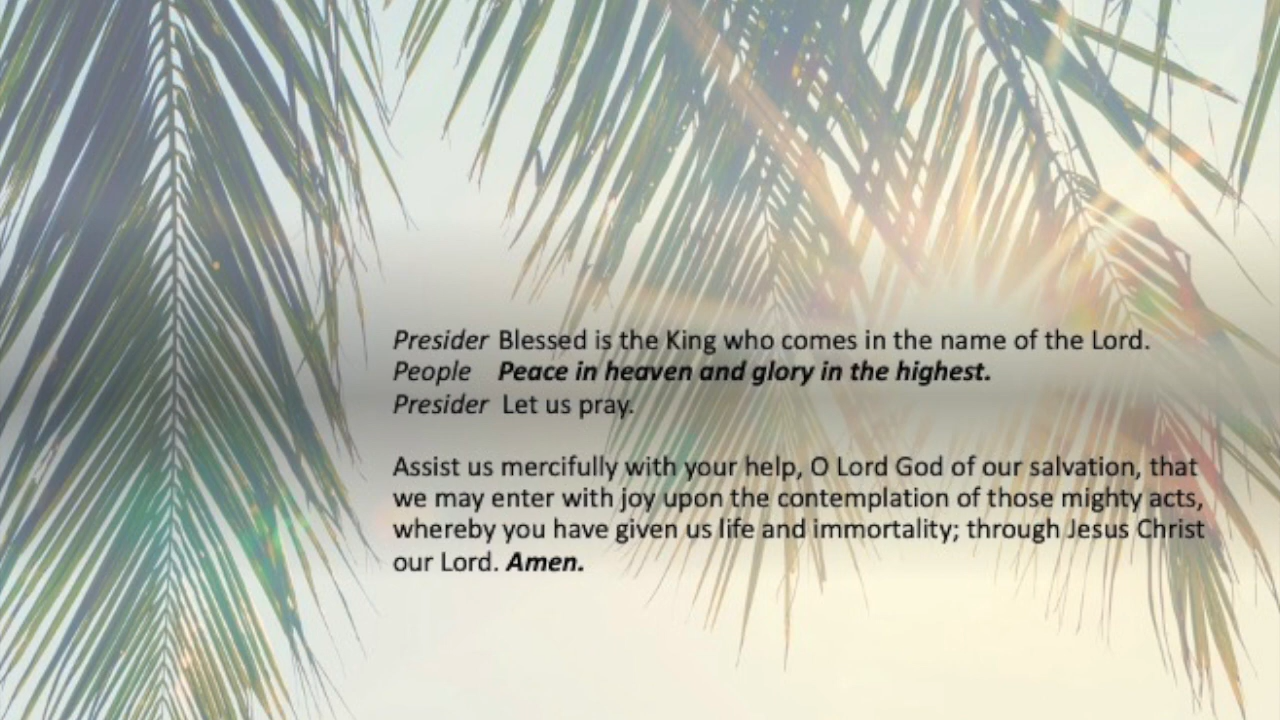 Presider Blessed is the King who comes in the name of the Lord.
People Peace in heaven and glory in the highest.
Presider Let us pray.
Assist us mercifully with your help, O Lord God of our salvation, that
we may enter with joy upon the contemplation of those mighty acts,
whereby you have given us life and immortality; through Jesus Christ
our Lord. Amen.